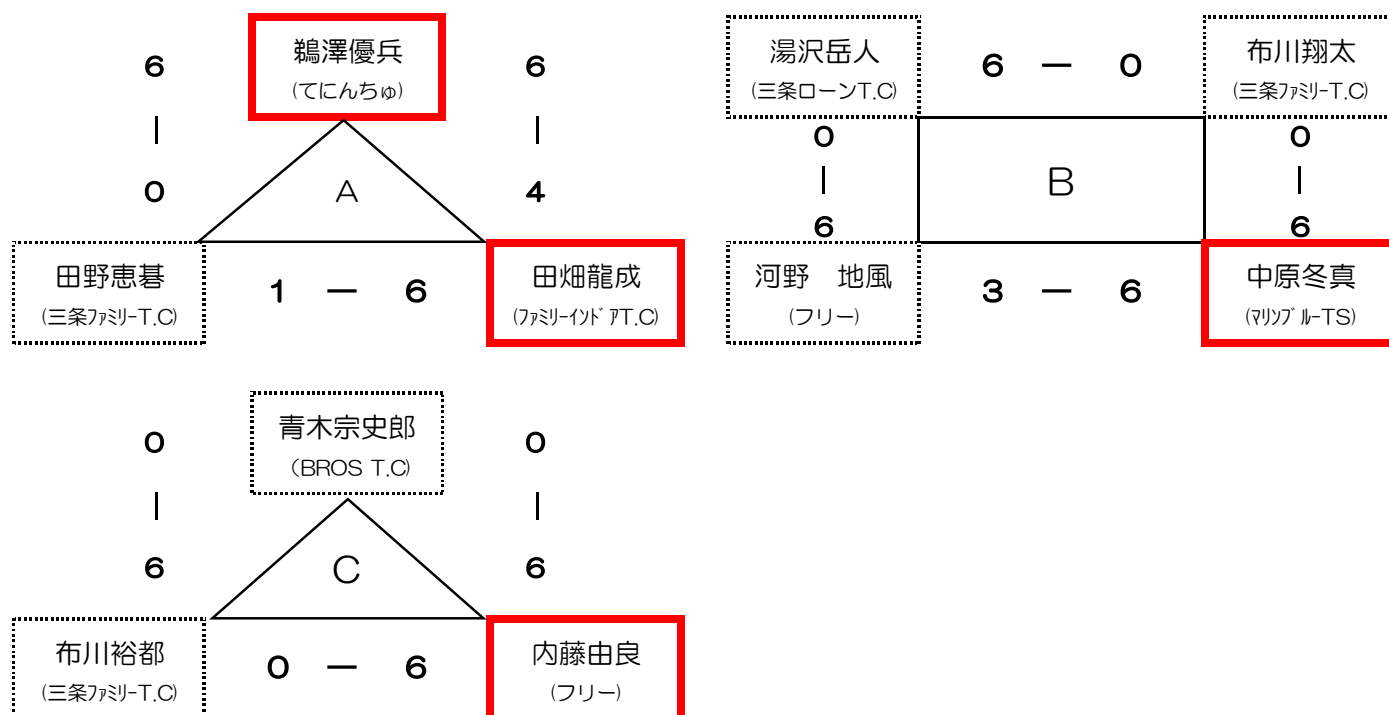 鵜澤優兵
(てにんちゅ)
6
|
0
6
|
4
A
田野恵碁
(三条ﾌｧﾐﾘｰT.C)
1 ー 6
田畑龍成
(ﾌｧﾐﾘｰｲﾝﾄﾞｱT.C)
湯沢岳人
(三条ローンT.C)
6 ー 0
布川翔太
(三条ﾌｧﾐﾘｰT.C)
0
|
6
B
0
|
6
河野　地風
(フリー)
3 ー 6
中原冬真
(ﾏﾘﾝﾌﾞﾙｰTS)
青木宗史郎
（BROS T.C)
0
|
6
0
|
6
C
布川裕都
(三条ﾌｧﾐﾘｰT.C)
0 ー 6
内藤由良
(フリー)